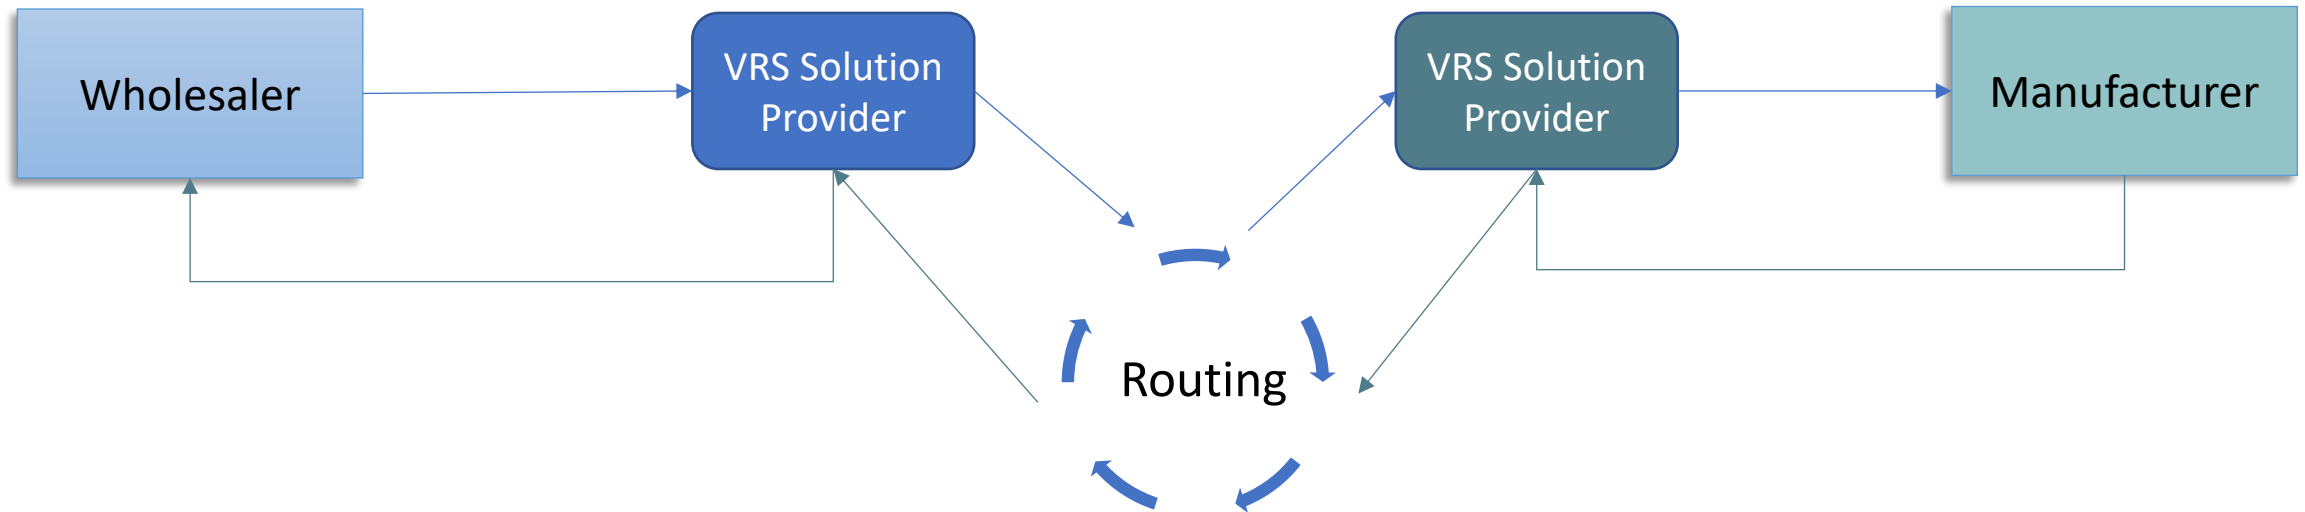 Wholesaler
VRS Solution
Provider
VRS Solution
Provider
Manufacturer
Routing